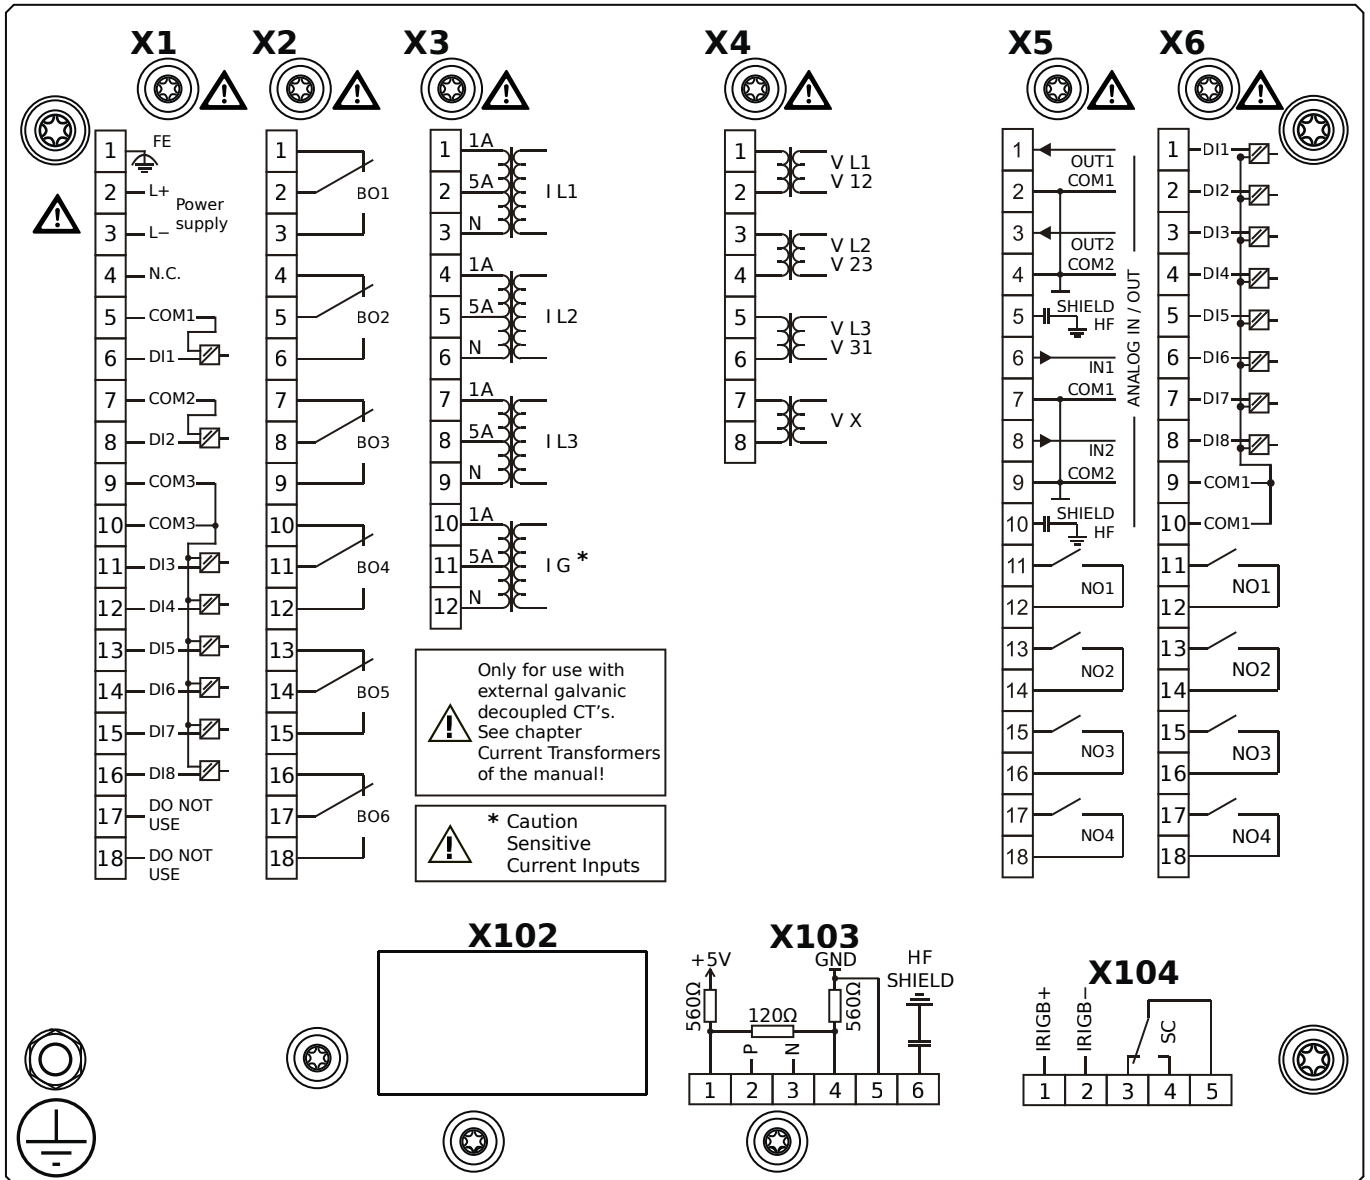 X1
1 FE
2 L+
Power
supply
3 L−
4 N.C.
5 COM1
6 DI1
7 COM2
8 DI2
9 COM3
10 COM3
11 DI3
12 DI4
13 DI5
14 DI6
15 DI7
16 DI8
17 DO NOT
USE
18 DO NOT
USE
X2
1
2 BO1
3
4
5 BO2
6
7
8 BO3
9
10
11 BO4
12
13
14 BO5
15
16
17 BO6
18
X3
1 1A
2 5A I L1
3 N
4 1A
5 5A I L2
6 N
7 1A
8 5A I L3
9 N
10 1A
11 5A I G *
12 N
Only for use with
external galvanic
decoupled CT's.
See chapter
Current Transformers
of the manual!
* Caution
Sensitive
Current Inputs
X4
1 V L1
2 V 12
3 V L2
4 V 23
5 V L3
6 V 31
7 V X
8
X5
1 OUT1
2 COM1
3 OUT2
4 COM2
5 SHIELD
HF
6 IN1
7 COM1
8 IN2
9 COM2
10 SHIELD
HF
ANALOG IN / OUT
11 NO1
12
13 NO2
14
15 NO3
16
17 NO4
18
X6
1 DI1
2 DI2
3 DI3
4 DI4
5 DI5
6 DI6
7 DI7
8 DI8
9 COM1
10 COM1
11 NO1
12
13 NO2
14
15 NO3
16
17 NO4
18
X102
X103
+5V GND HF
SHIELD
560Ω 120Ω 560Ω
P N
1 2 3 4 5 6
X104
IRIGB+ IRIGB− SC
1 2 3 4 5